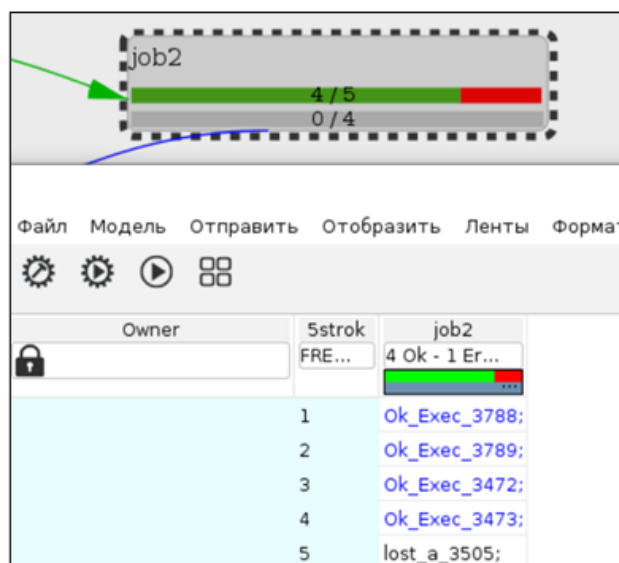 job2
4 / 5
0 / 4
Файл Модель Отправить Отобразить Ленты Формат
Owner 5strok job2
FRE... 4 Ok - 1 Er...
1 Ok_Exec_3788;
2 Ok_Exec_3789;
3 Ok_Exec_3472;
4 Ok_Exec_3473;
5 lost_a_3505;